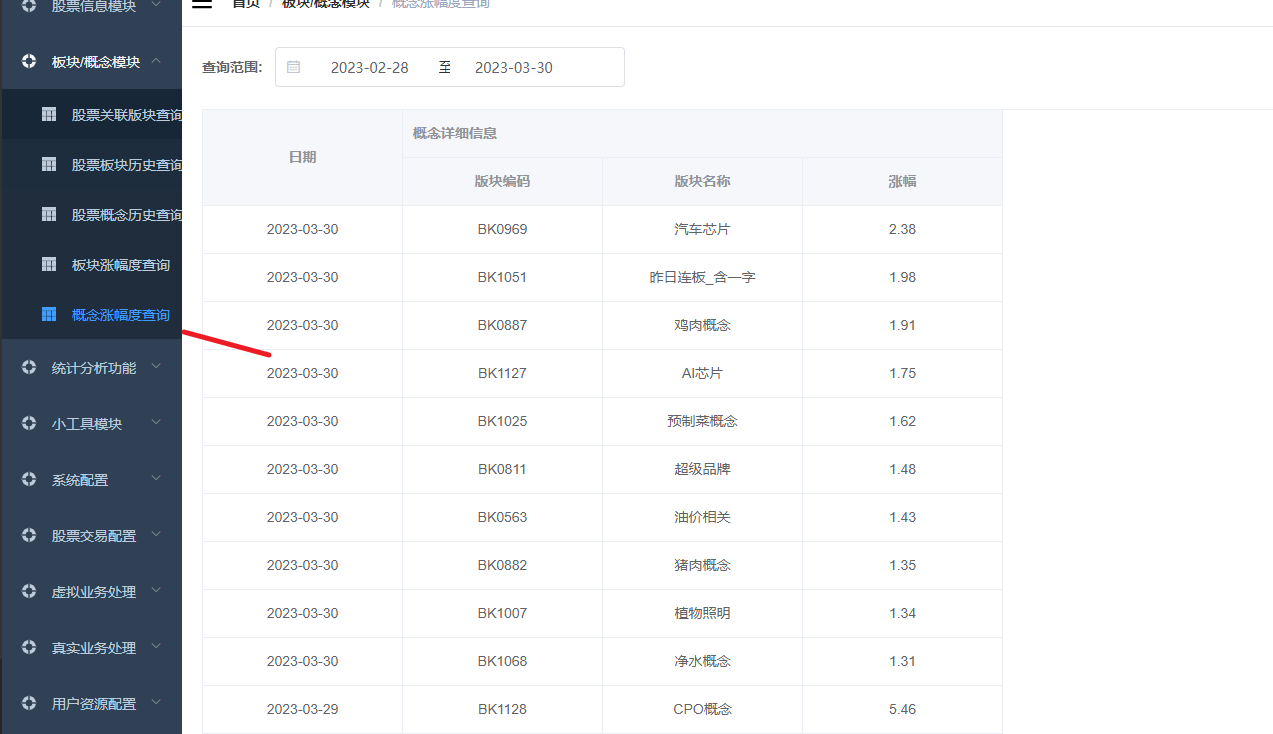 首页 / 板块/概念模块 / 概念涨幅度查询
股票信息模块
板块/概念模块
股票关联版块查询
股票板块历史查询
股票概念历史查询
板块涨幅度查询
概念涨幅度查询
统计分析功能
小工具模块
系统配置
股票交易配置
虚拟业务处理
真实业务处理
用户资源配置
查询范围: 2023-02-28 至 2023-03-30
日期 概念详细信息
版块编码 版块名称 涨幅
2023-03-30 BK0969 汽车芯片 2.38
2023-03-30 BK1051 昨日连板_含一字 1.98
2023-03-30 BK0887 鸡肉概念 1.91
2023-03-30 BK1127 AI芯片 1.75
2023-03-30 BK1025 预制菜概念 1.62
2023-03-30 BK0811 超级品牌 1.48
2023-03-30 BK0563 油价相关 1.43
2023-03-30 BK0882 猪肉概念 1.35
2023-03-30 BK1007 植物照明 1.34
2023-03-30 BK1068 净水概念 1.31
2023-03-29 BK1128 CPO概念 5.46